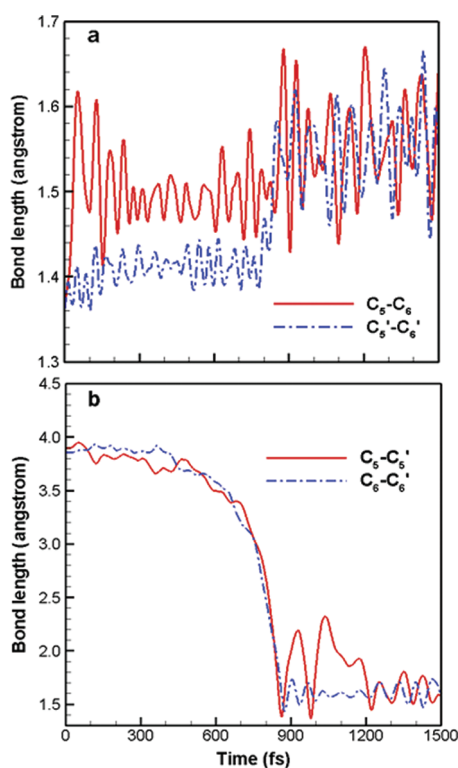 a
1.7
1.6
1.5
1.4
1.3
Bond length (angstrom)
C₅-C₆
C₅'-C₆'
b
4.5
4.0
3.5
3.0
2.5
2.0
1.5
Bond length (angstrom)
C₅-C₅'
C₆-C₆'
0 300 600 900 1200 1500
Time (fs)